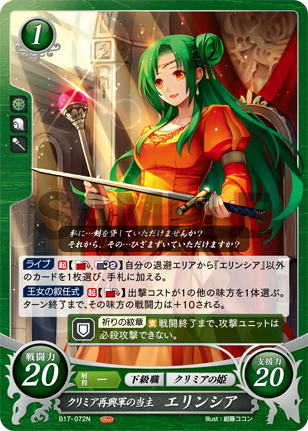 1
私に…剣を宰していただけませんか?
それから、その…ひざまずいていただけますか?
ライブ 起【 , 2】自分の退避エリアから『エリンシア』以外
のカードを1枚選び、手札に加える。
王女の叙任式 起【 】出撃コストが1の他の味方を1体選ぶ。
ターン終了まで、その味方の戦闘力は+10される。
祈りの紋章 支 戦闘終了まで、攻撃ユニットは
必殺攻撃できない。
戦闘力
20
射程 ―
下級職
クリミアの姫
支援力
20
クリミア再興軍の当主 エリンシア
B17-072N
Illust:紺藤ココン